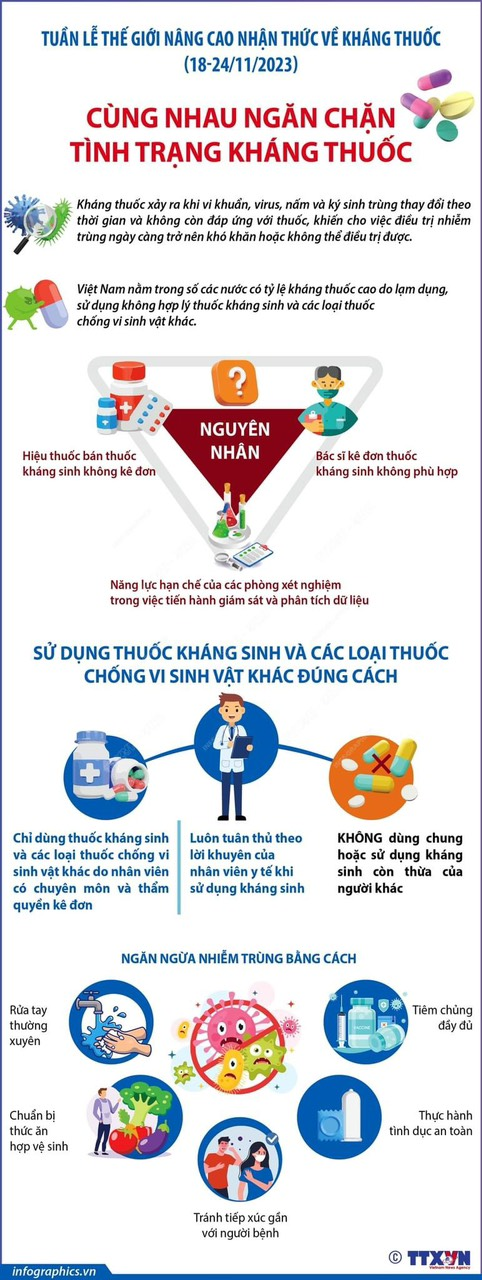 TUẦN LỄ THẾ GIỚI NÂNG CAO NHẬN THỨC VỀ KHÁNG THUỐC
(18-24/11/2023)
CÙNG NHAU NGĂN CHẶN
TÌNH TRẠNG KHÁNG THUỐC
Kháng thuốc xảy ra khi vi khuẩn, virus, nấm và ký sinh trùng thay đổi theo
thời gian và không còn đáp ứng với thuốc, khiến cho việc điều trị nhiễm
trùng ngày càng trở nên khó khăn hoặc không thể điều trị được.
Việt Nam nằm trong số các nước có tỷ lệ kháng thuốc cao do lạm dụng,
sử dụng không hợp lý thuốc kháng sinh và các loại thuốc
chống vi sinh vật khác.
?
NGUYÊN
NHÂN
Hiệu thuốc bán thuốc
kháng sinh không kê đơn
Bác sĩ kê đơn thuốc
kháng sinh không phù hợp
Năng lực hạn chế của các phòng xét nghiệm
trong việc tiến hành giám sát và phân tích dữ liệu
SỬ DỤNG THUỐC KHÁNG SINH VÀ CÁC LOẠI THUỐC
CHỐNG VI SINH VẬT KHÁC ĐÚNG CÁCH
Chỉ dùng thuốc kháng sinh
và các loại thuốc chống vi
sinh vật khác do nhân viên
có chuyên môn và thẩm
quyền kê đơn
Luôn tuân thủ theo
lời khuyên của
nhân viên y tế khi
sử dụng kháng sinh
KHÔNG dùng chung
hoặc sử dụng kháng
sinh còn thừa của
người khác
NGĂN NGỪA NHIỄM TRÙNG BẰNG CÁCH
Rửa tay
thường
xuyên
Tiêm chủng
đầy đủ
VACCINE
Chuẩn bị
thức ăn
hợp vệ sinh
Thực hành
tình dục an toàn
Tránh tiếp xúc gần
với người bệnh
infographics.vn
© TTXVN
Vietnam News Agency